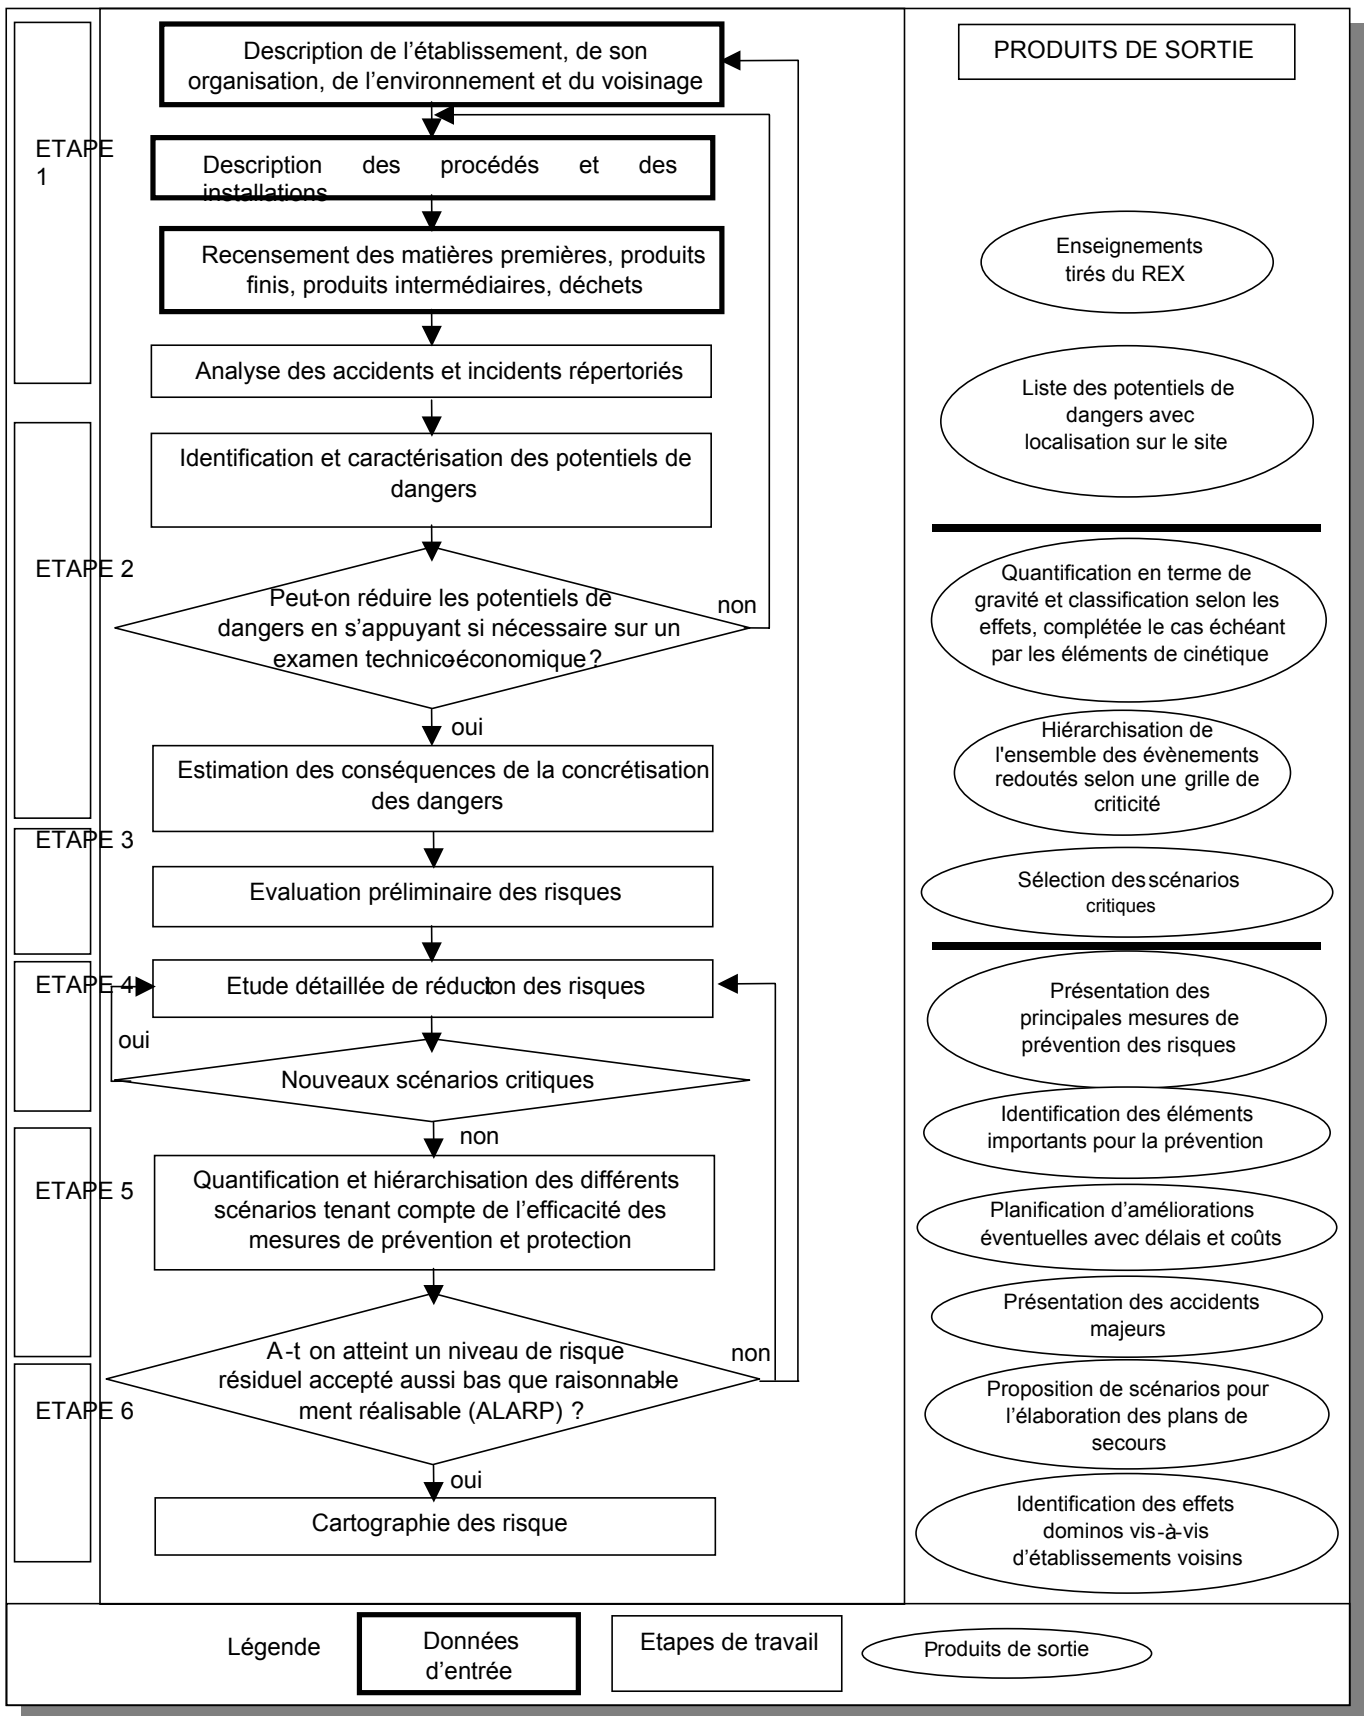 Description de l’établissement, de son
organisation, de l’environnement et du voisinage
ETAPE
1
Description des procédés et des
installations
Recensement des matières premières, produits
finis, produits intermédiaires, déchets
Analyse des accidents et incidents répertoriés
ETAPE 2
Identification et caractérisation des potentiels de
dangers
Peut-on réduire les potentiels de
dangers en s’appuyant si nécessaire sur un
examen technico-économique ?
non
oui
Estimation des conséquences de la concrétisation
des dangers
ETAPE 3
Evaluation préliminaire des risques
ETAPE 4
Etude détaillée de réduction des risques
oui
Nouveaux scénarios critiques
non
ETAPE 5
Quantification et hiérarchisation des différents
scénarios tenant compte de l’efficacité des
mesures de prévention et protection
A-t on atteint un niveau de risque
résiduel accepté aussi bas que raisonnable-
ment réalisable (ALARP) ?
non
ETAPE 6
oui
Cartographie des risque
PRODUITS DE SORTIE
Enseignements
tirés du REX
Liste des potentiels de
dangers avec
localisation sur le site
Quantification en terme de
gravité et classification selon les
effets, complétée le cas échéant
par les éléments de cinétique
Hiérarchisation de
l'ensemble des évènements
redoutés selon une grille de
criticité
Sélection des scénarios
critiques
Présentation des
principales mesures de
prévention des risques
Identification des éléments
importants pour la prévention
Planification d’améliorations
éventuelles avec délais et coûts
Présentation des accidents
majeurs
Proposition de scénarios pour
l’élaboration des plans de
secours
Identification des effets
dominos vis-à-vis
d’établissements voisins
Légende
Données
d’entrée
Etapes de travail
Produits de sortie